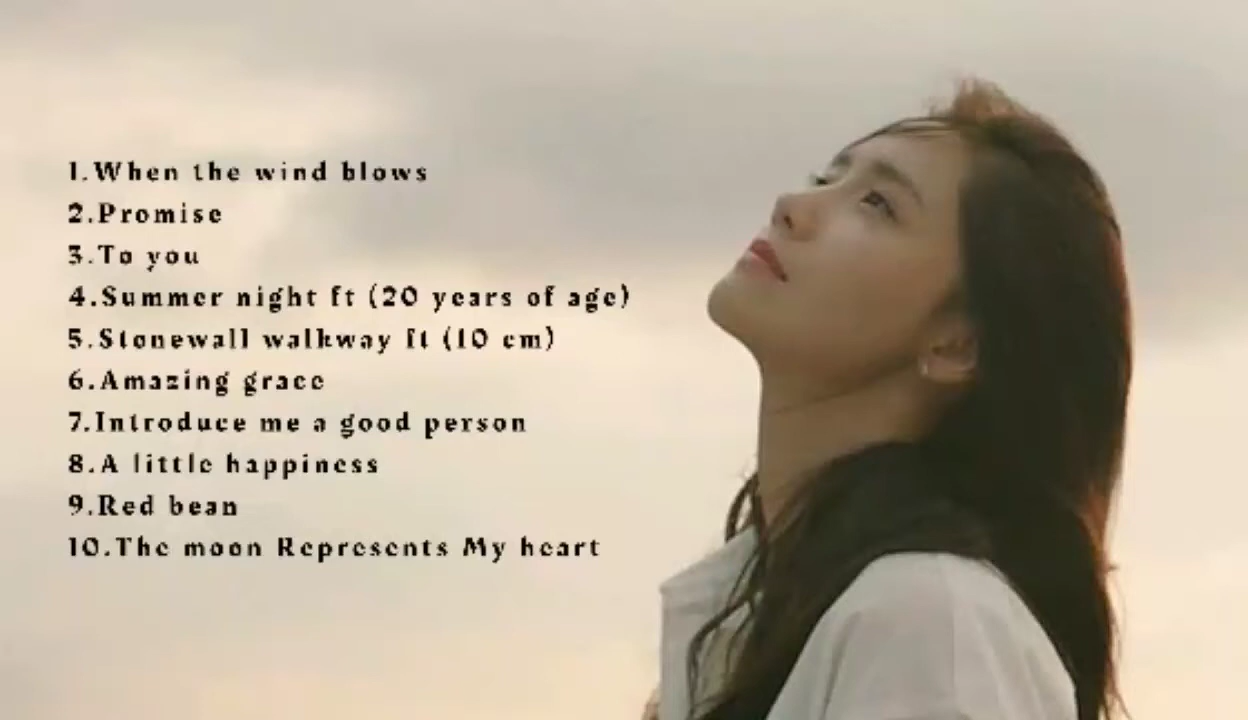 1.When the wind blows
2.Promise
3.To you
4.Summer night ft (20 years of age)
5.Stonewall walkway ft (10 cm)
6.Amazing grace
7.Introduce me a good person
8.A little happiness
9.Red bean
10.The moon Represents My heart